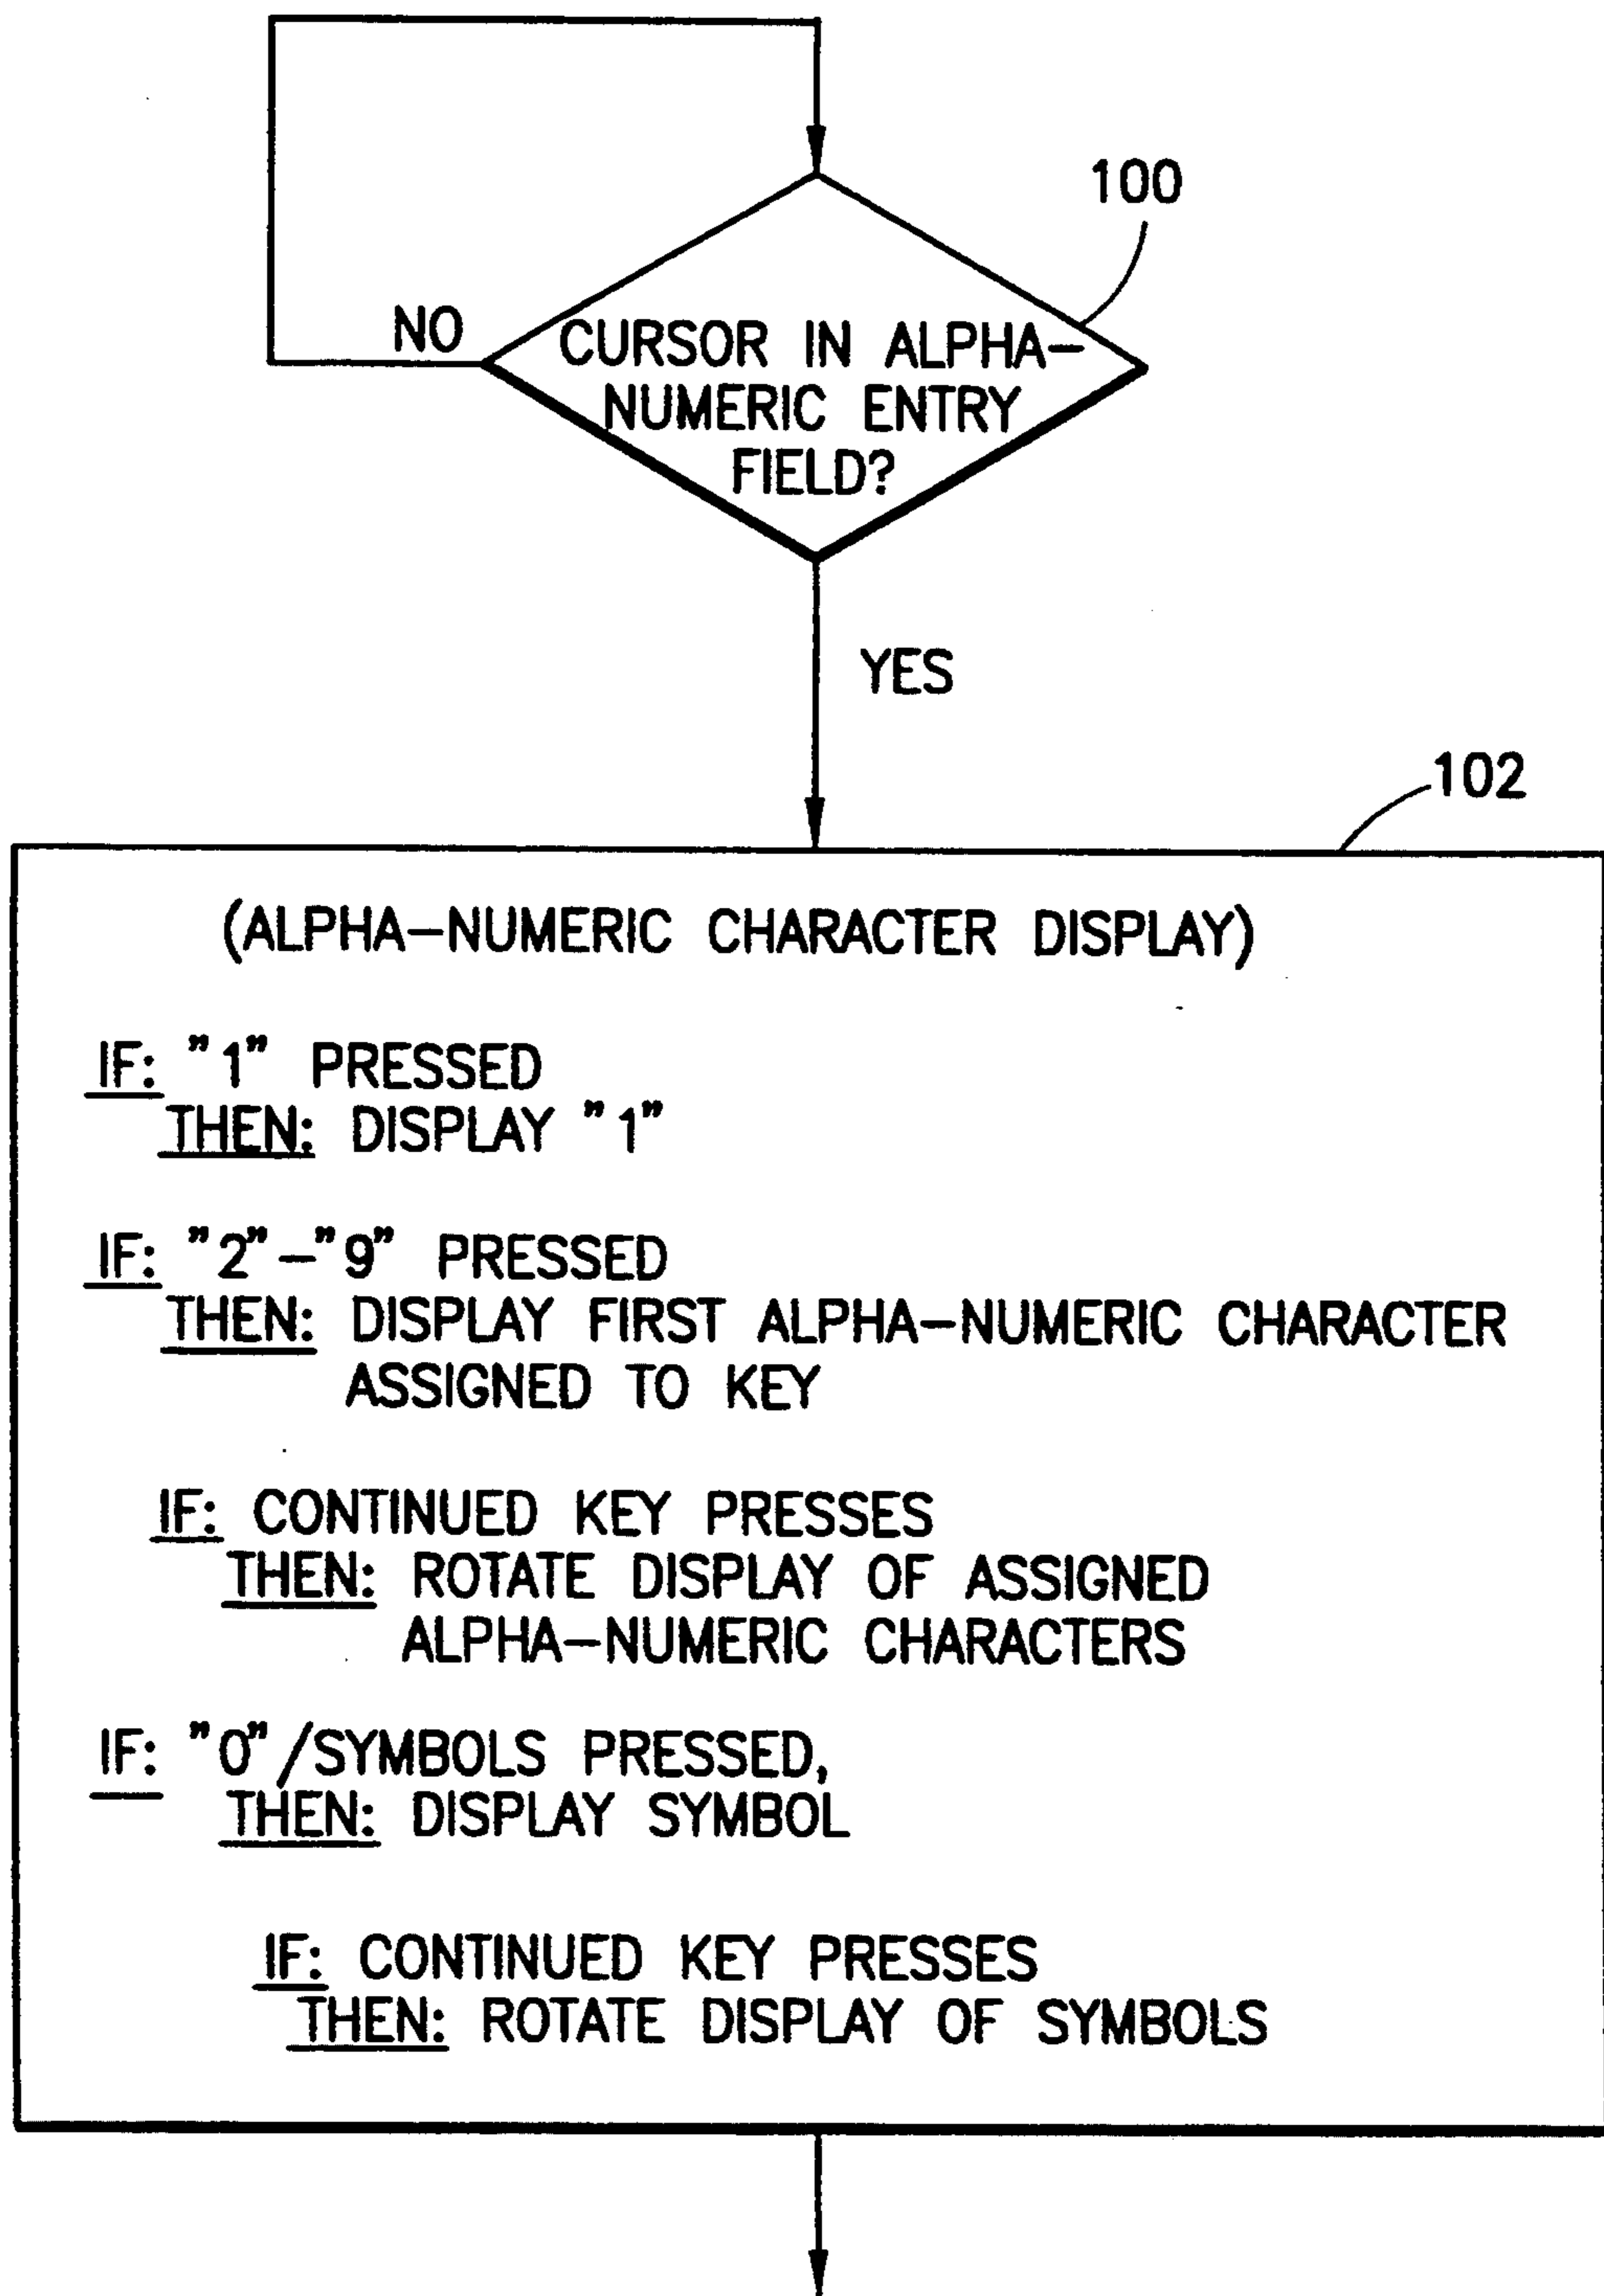 100
NO
CURSOR IN ALPHA-
NUMERIC ENTRY
FIELD?
YES
102
(ALPHA-NUMERIC CHARACTER DISPLAY)
IF: "1" PRESSED
THEN: DISPLAY "1"
IF: "2"-"9" PRESSED
THEN: DISPLAY FIRST ALPHA-NUMERIC CHARACTER
ASSIGNED TO KEY
IF: CONTINUED KEY PRESSES
THEN: ROTATE DISPLAY OF ASSIGNED
ALPHA-NUMERIC CHARACTERS
IF: "0"/SYMBOLS PRESSED,
THEN: DISPLAY SYMBOL
IF: CONTINUED KEY PRESSES
THEN: ROTATE DISPLAY OF SYMBOLS